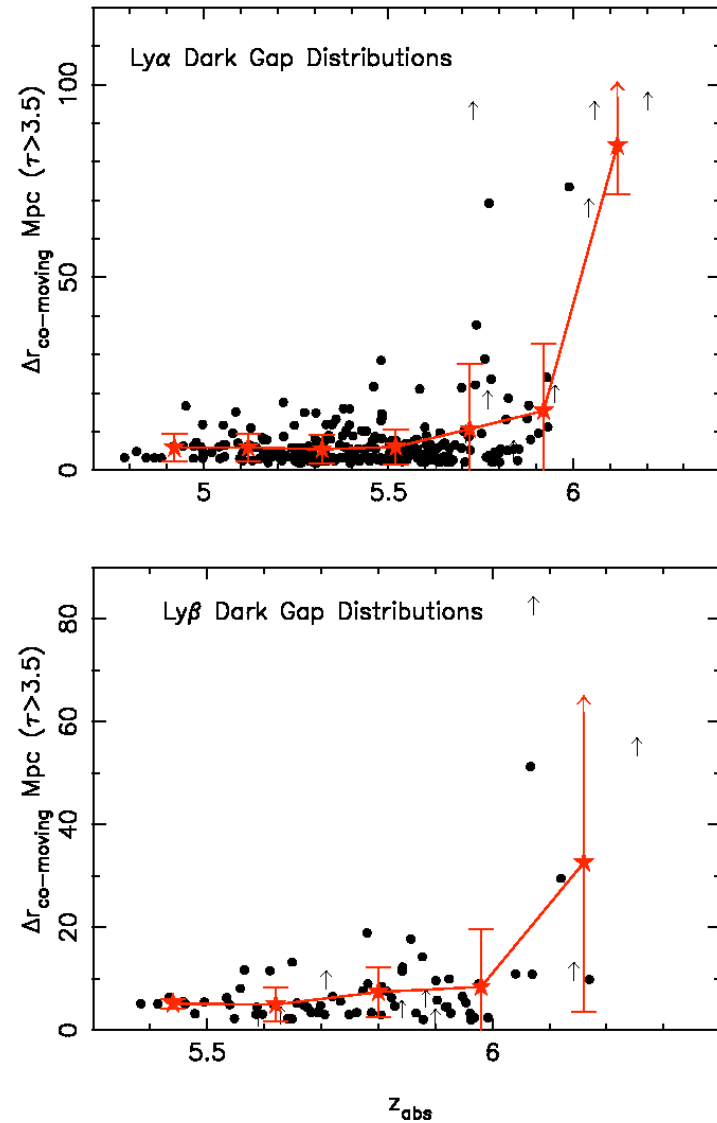 Lyα Dark Gap Distributions
Δr_co−moving Mpc (τ>3.5)
100
50
0
5
5.5
6
Lyβ Dark Gap Distributions
Δr_co−moving Mpc (τ>3.5)
80
60
40
20
0
5.5
6
z_abs